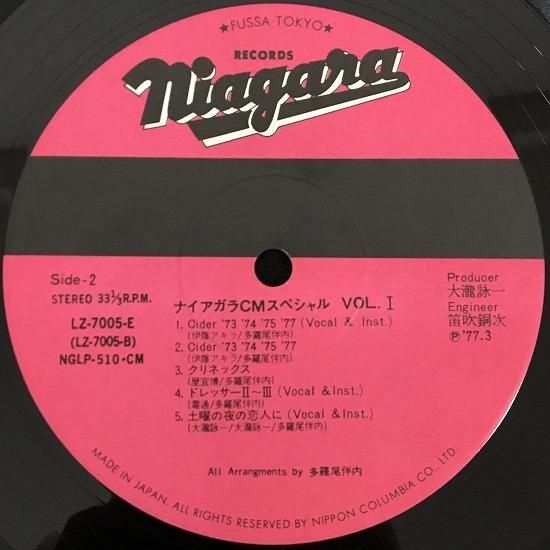 ★FUSSA TOKYO★
RECORDS
Niagara
Side-2
STEREO 33⅓R.P.M.
LZ-7005-E
(LZ-7005-B)
NGLP-510-CM
Producer
大瀧詠一
Engineer
笛吹銅次
Ⓟ'77.3
ナイアガラCMスペシャル VOL. I
1. Cider '73 '74 '75 '77 (Vocal & Inst.)
(伊藤アキラ/多羅尾伴内)
2. Cider '73 '74 '75 '77
(伊藤アキラ/多羅尾伴内)
3. クリネックス
(屋宜博/多羅尾伴内)
4. ドレッサーII〜III (Vocal &Inst.)
(電通/多羅尾伴内)
5. 土曜の夜の恋人に (Vocal &Inst.)
(大瀧詠一/大瀧詠一/多羅尾伴内)
All Arrangments by 多羅尾伴内
MADE IN JAPAN. ALL RIGHTS RESERVED BY NIPPON COLUMBIA CO., LTD.